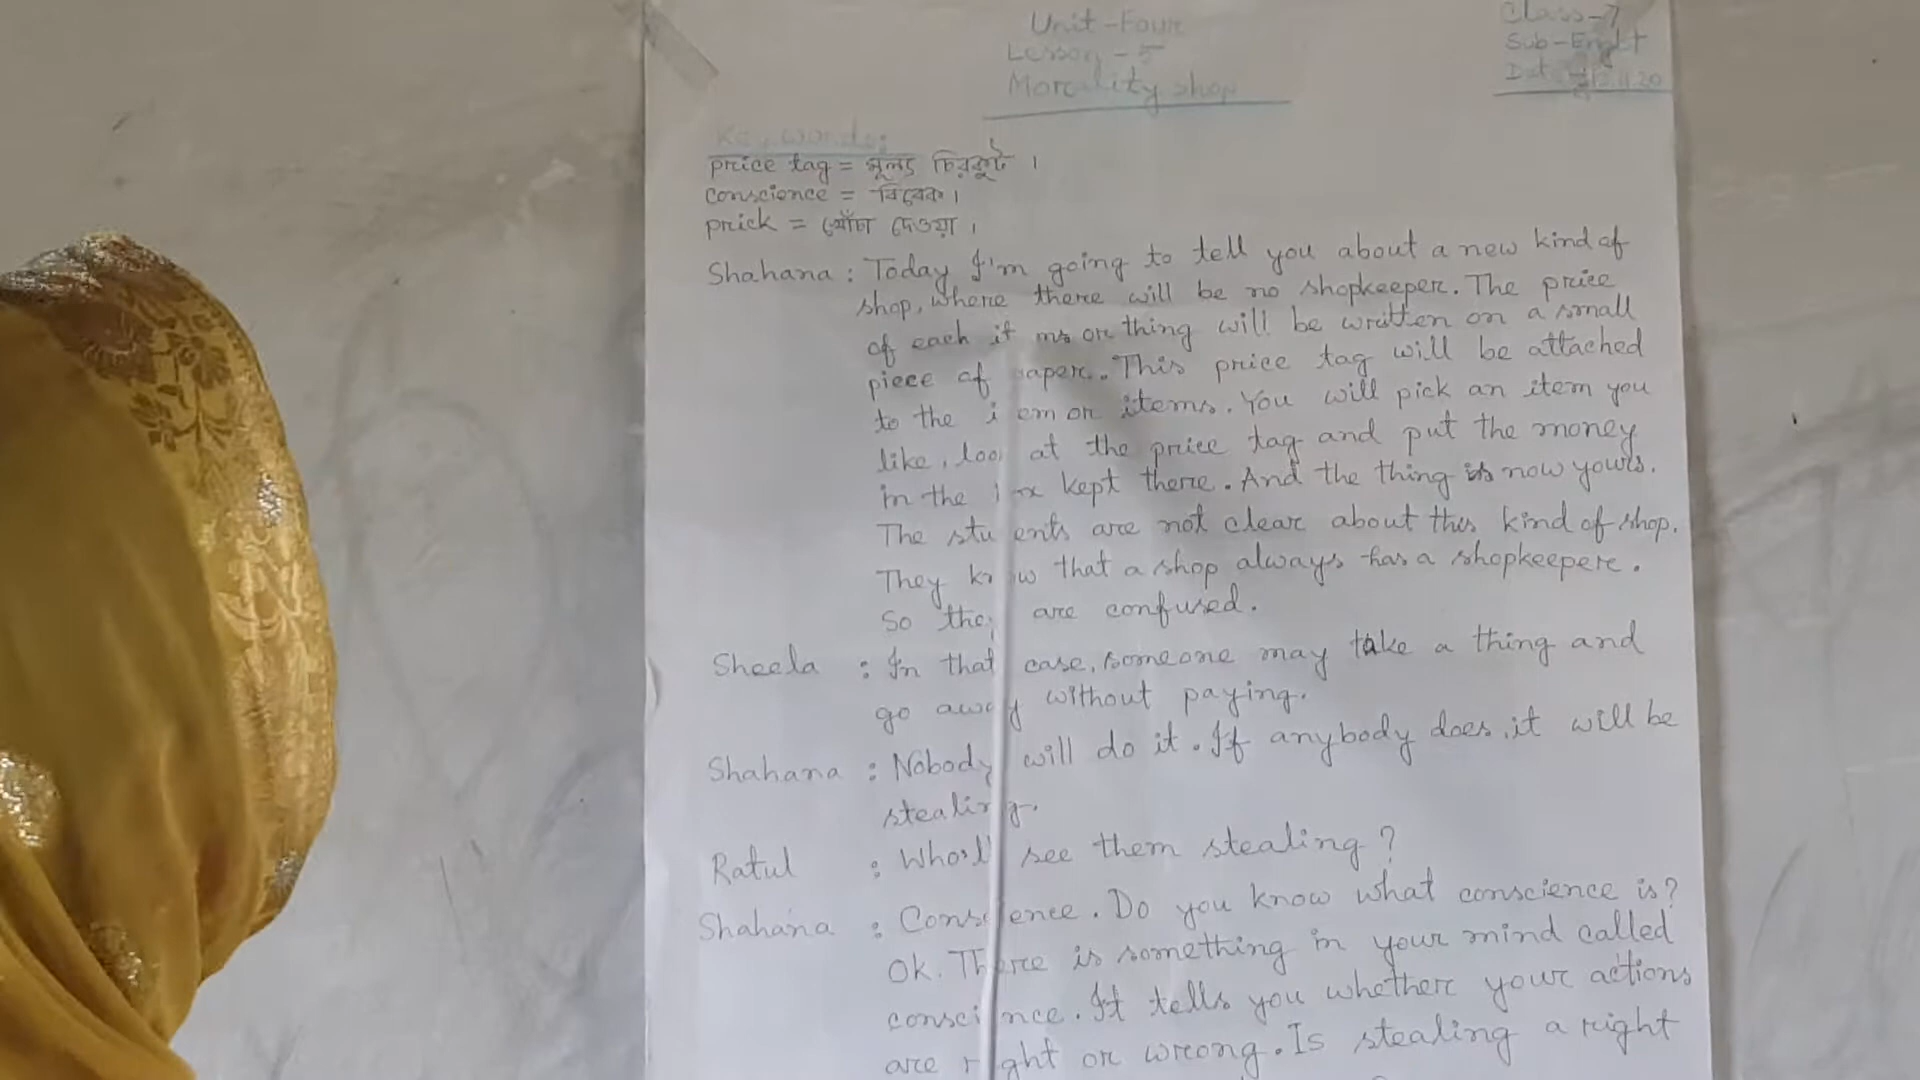 Unit-Four
Lesson-5
Morality shop
Class-7
Sub-Eng
Key words:
price tag = মূল্য চিরকুট ।
conscience = বিবেক ।
prick = খোঁচা দেওয়া ।
Shahana : Today I'm going to tell you about a new kind of
shop, where there will be no shopkeeper. The price
of each or thing will be written on a small
piece of paper. This price tag will be attached
to the item or items. You will pick an item you
like, look at the price tag and put the money
in the kept there. And the thing is now yours.
The students are not clear about this kind of shop.
They know that a shop always has a shopkeeper.
So they are confused.
Sheela : In that case, someone may take a thing and
go away without paying.
Shahana : Nobody will do it. If anybody does, it will be
stealing.
Ratul : Who'll see them stealing?
Shahana : Conscience. Do you know what conscience is?
Ok. There is something in your mind called
conscience. It tells you whether your actions
are right or wrong. Is stealing a right